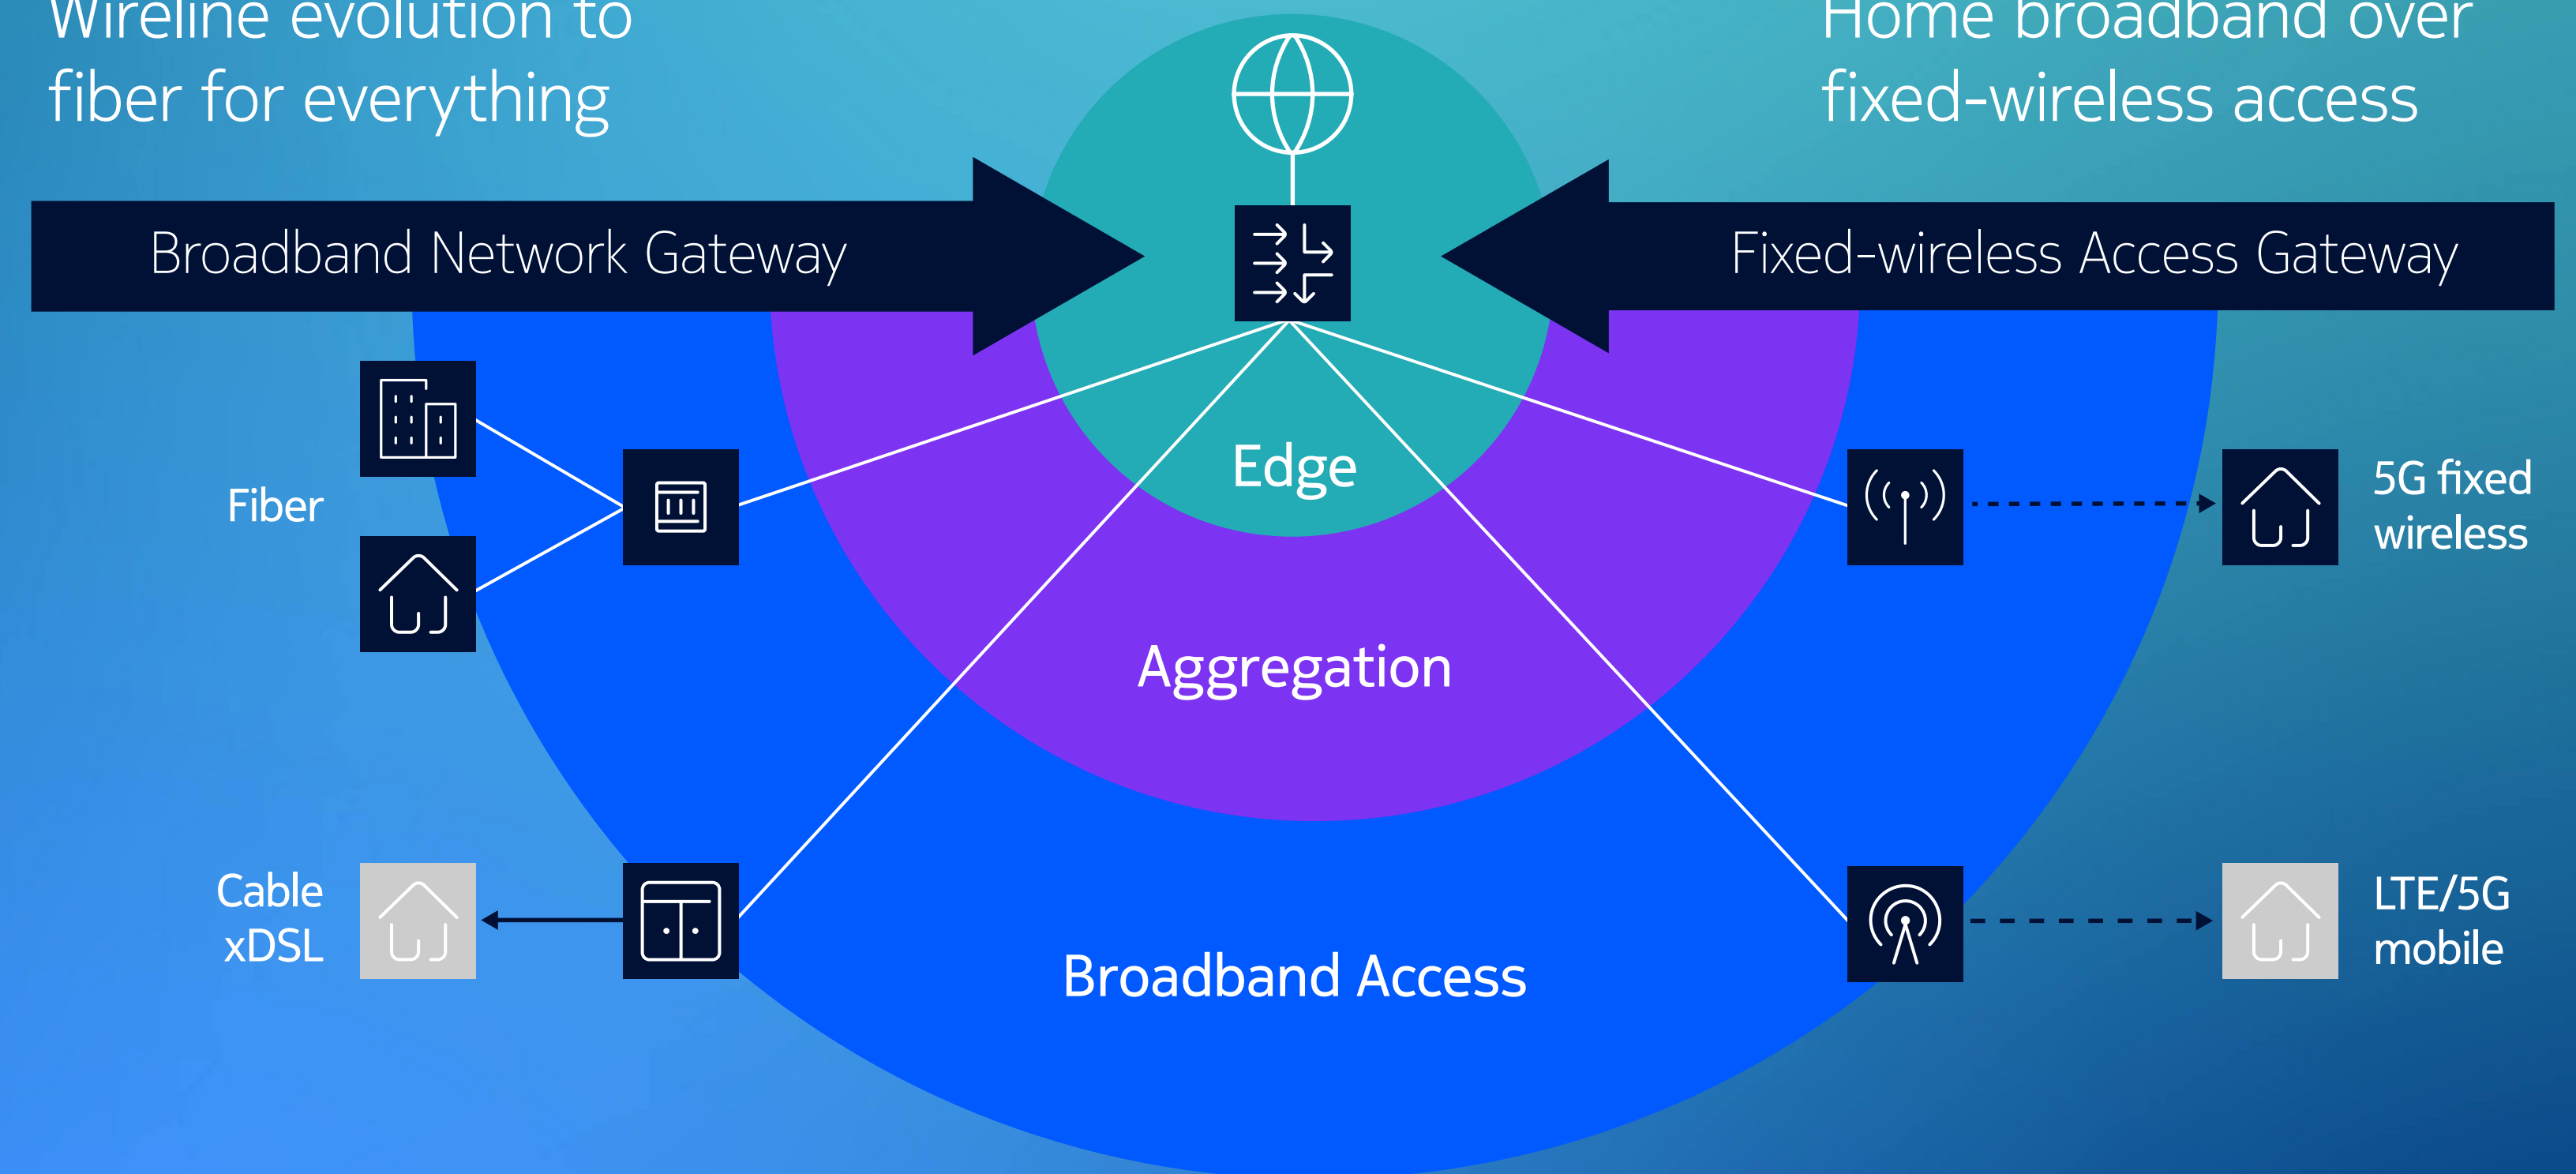 Wireline evolution to
fiber for everything
Home broadband over
fixed-wireless access
Broadband Network Gateway
Fixed-wireless Access Gateway
Edge
Aggregation
Broadband Access
Fiber
Cable
xDSL
5G fixed
wireless
LTE/5G
mobile